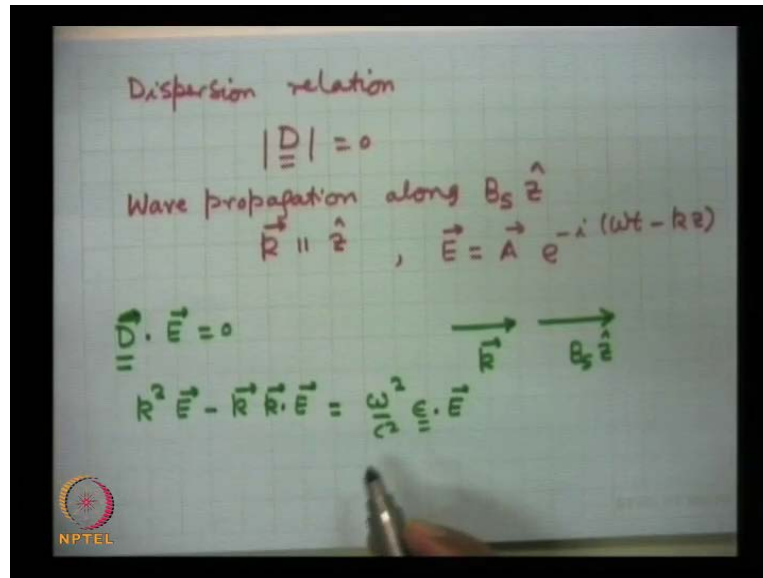 Dispersion relation
|D̳| = 0
Wave propagation along B_S ẑ
k⃗ || ẑ , E⃗ = A⃗ e^{-i(ωt - kz)}
D̳⃗ · E⃗ = 0
k⃗ B_S ẑ
k² E⃗ - k⃗ k⃗·E⃗ = ω²/c² ε̳ · E⃗
NPTEL